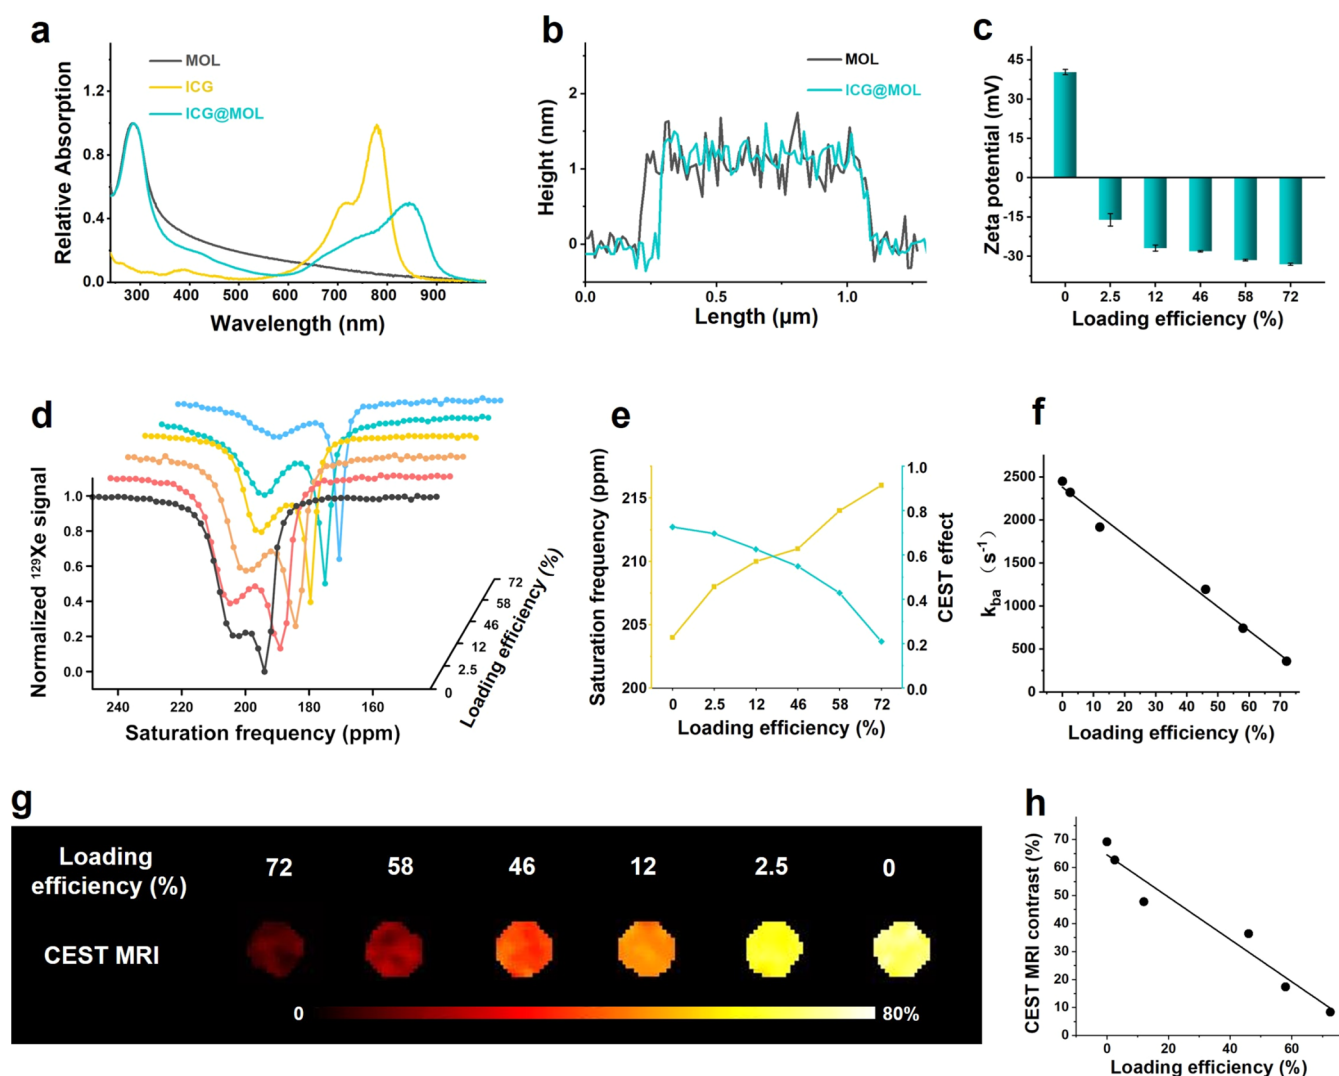 a
MOL
ICG
ICG@MOL
Relative Absorption
1.2
0.8
0.4
0.0
300 400 500 600 700 800 900
Wavelength (nm)
b
MOL
ICG@MOL
Height (nm)
2
1
0
0.0 0.5 1.0
Length (μm)
c
Zeta potential (mV)
45
30
15
0
-15
-30
0 2.5 12 46 58 72
Loading efficiency (%)
d
Normalized ¹²⁹Xe signal
1.0
0.8
0.6
0.4
0.2
0.0
240 220 200 180 160
Saturation frequency (ppm)
72
58
46
12
2.5
0
Loading efficiency (%)
e
Saturation frequency (ppm)
215
210
205
200
1.0
0.8
0.6
0.4
0.2
0.0
CEST effect
0 2.5 12 46 58 72
Loading efficiency (%)
f
k_ba (s⁻¹)
2500
2000
1500
1000
500
0
0 10 20 30 40 50 60 70
Loading efficiency (%)
g
Loading
efficiency (%)
72 58 46 12 2.5 0
CEST MRI
0 80%
h
CEST MRI contrast (%)
70
60
50
40
30
20
10
0
0 20 40 60
Loading efficiency (%)